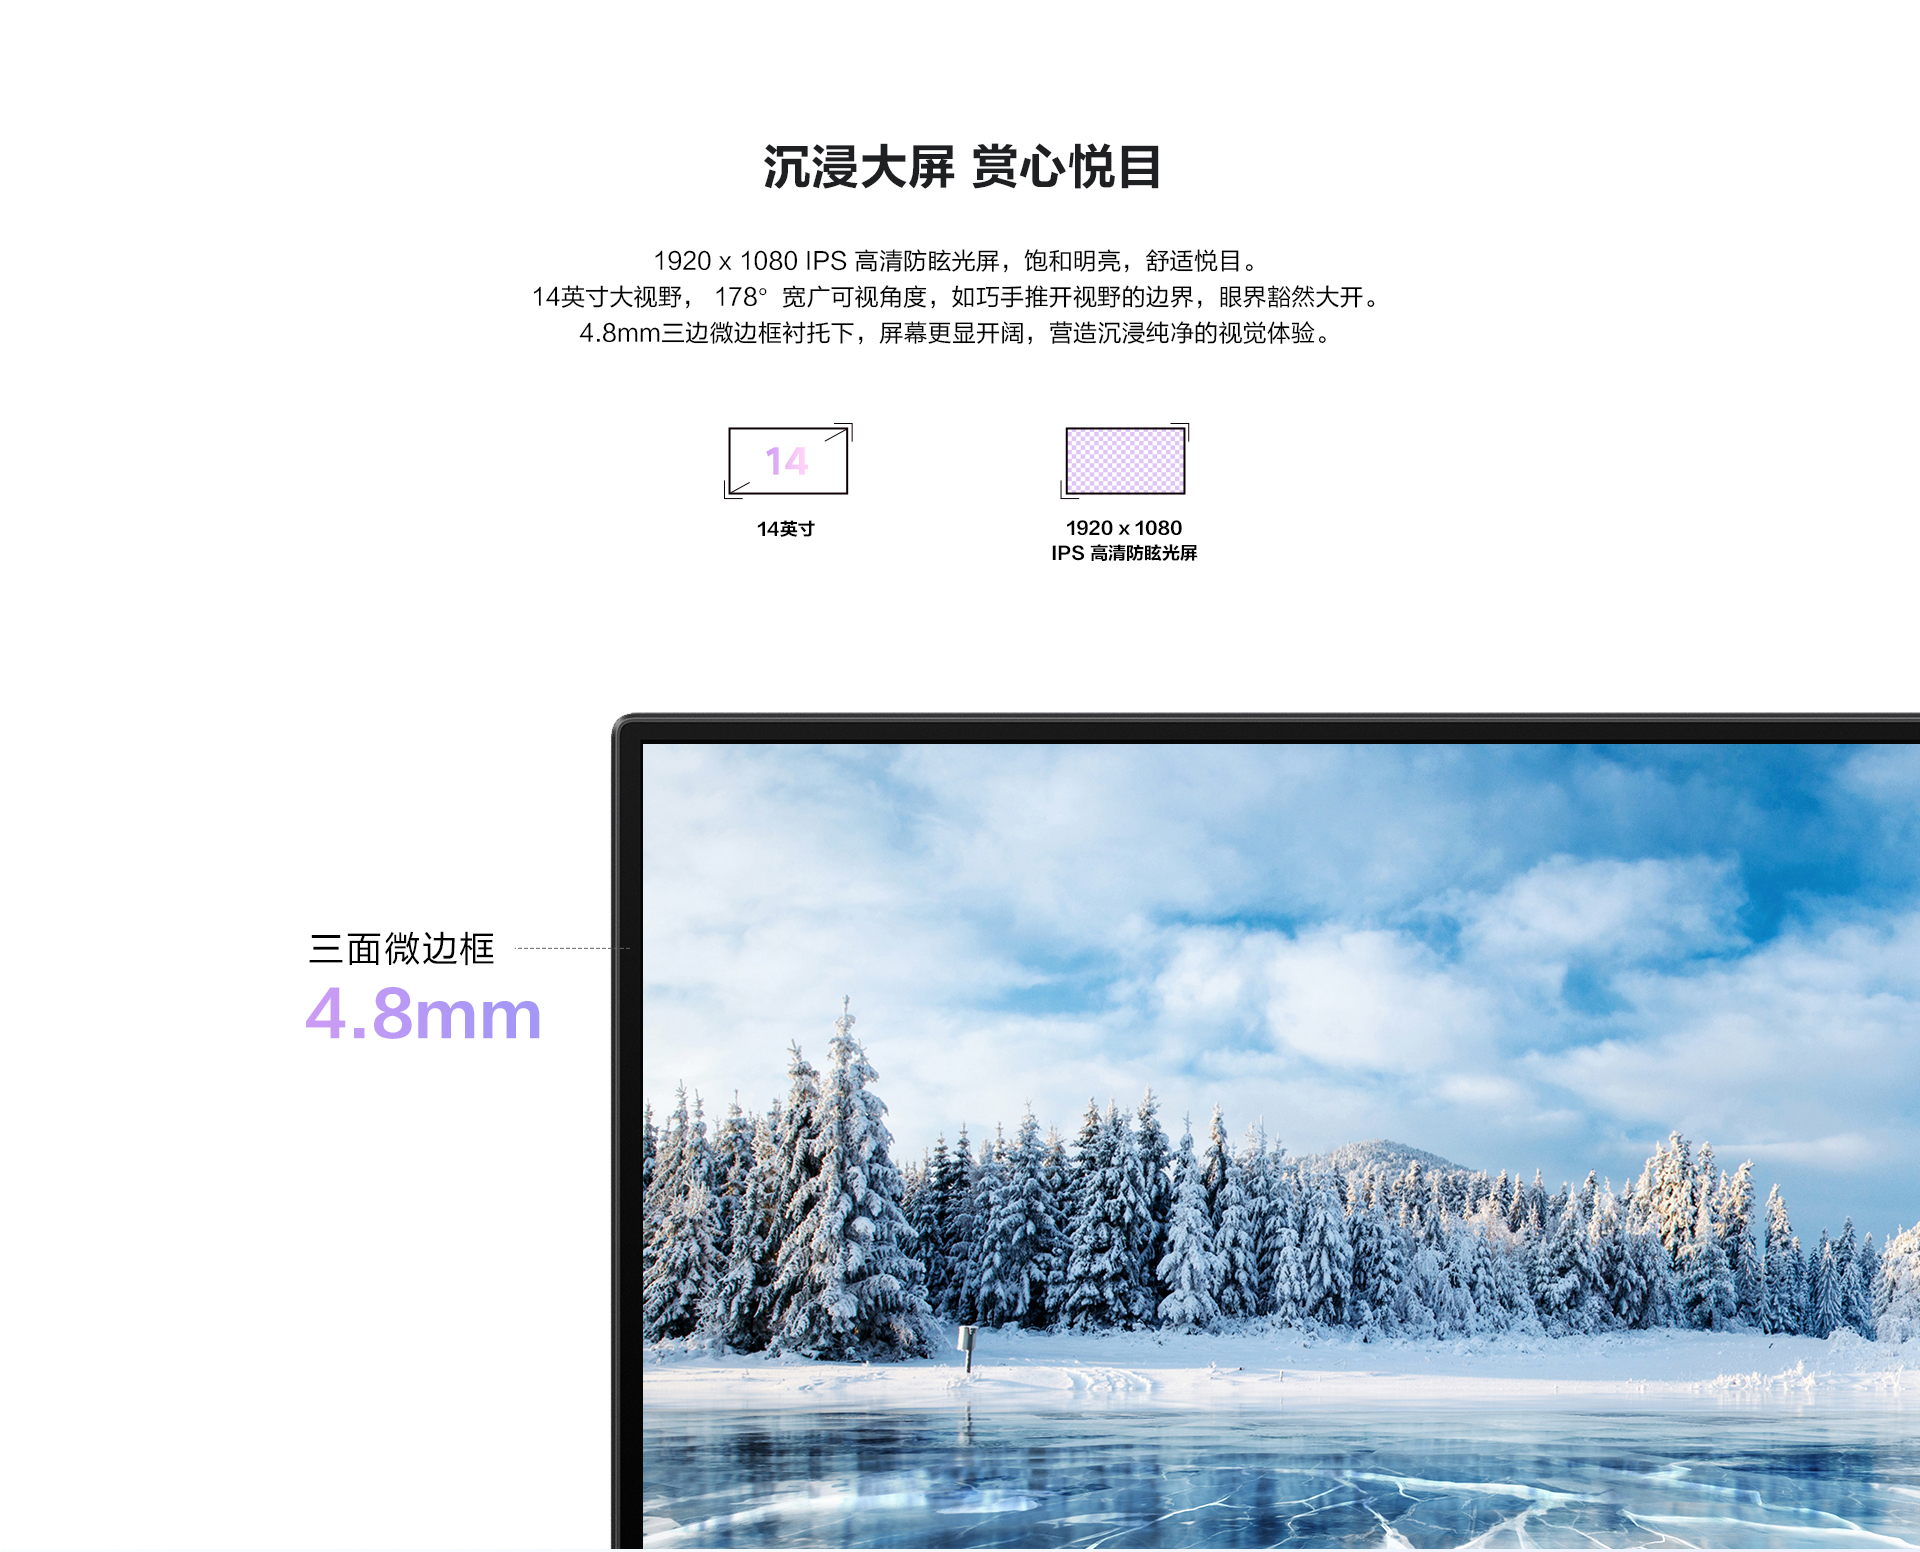 沉浸大屏 赏心悦目
1920 x 1080 IPS 高清防眩光屏，饱和明亮，舒适悦目。
14英寸大视野， 178°宽广可视角度，如巧手推开视野的边界，眼界豁然大开。
4.8mm三边微边框衬托下，屏幕更显开阔，营造沉浸纯净的视觉体验。
14
14英寸
1920 x 1080
IPS 高清防眩光屏
三面微边框
4.8mm